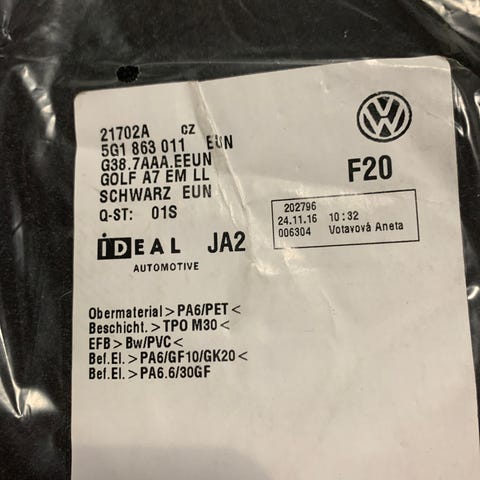 21702A CZ
5G1 863 011 EUN
G38.7AAA.EEUN
GOLF A7 EM LL
SCHWARZ EUN
Q-ST: 01S
VW
F20
202796
24.11.16 10:32
006304 Votavová Aneta
IDEAL JA2
AUTOMOTIVE
Obermaterial>PA6/PET<
Beschicht.>TPO M30<
EFB>Bw/PVC<
Bef.El.>PA6/GF10/GK20<
Bef.El.>PA6.6/30GF